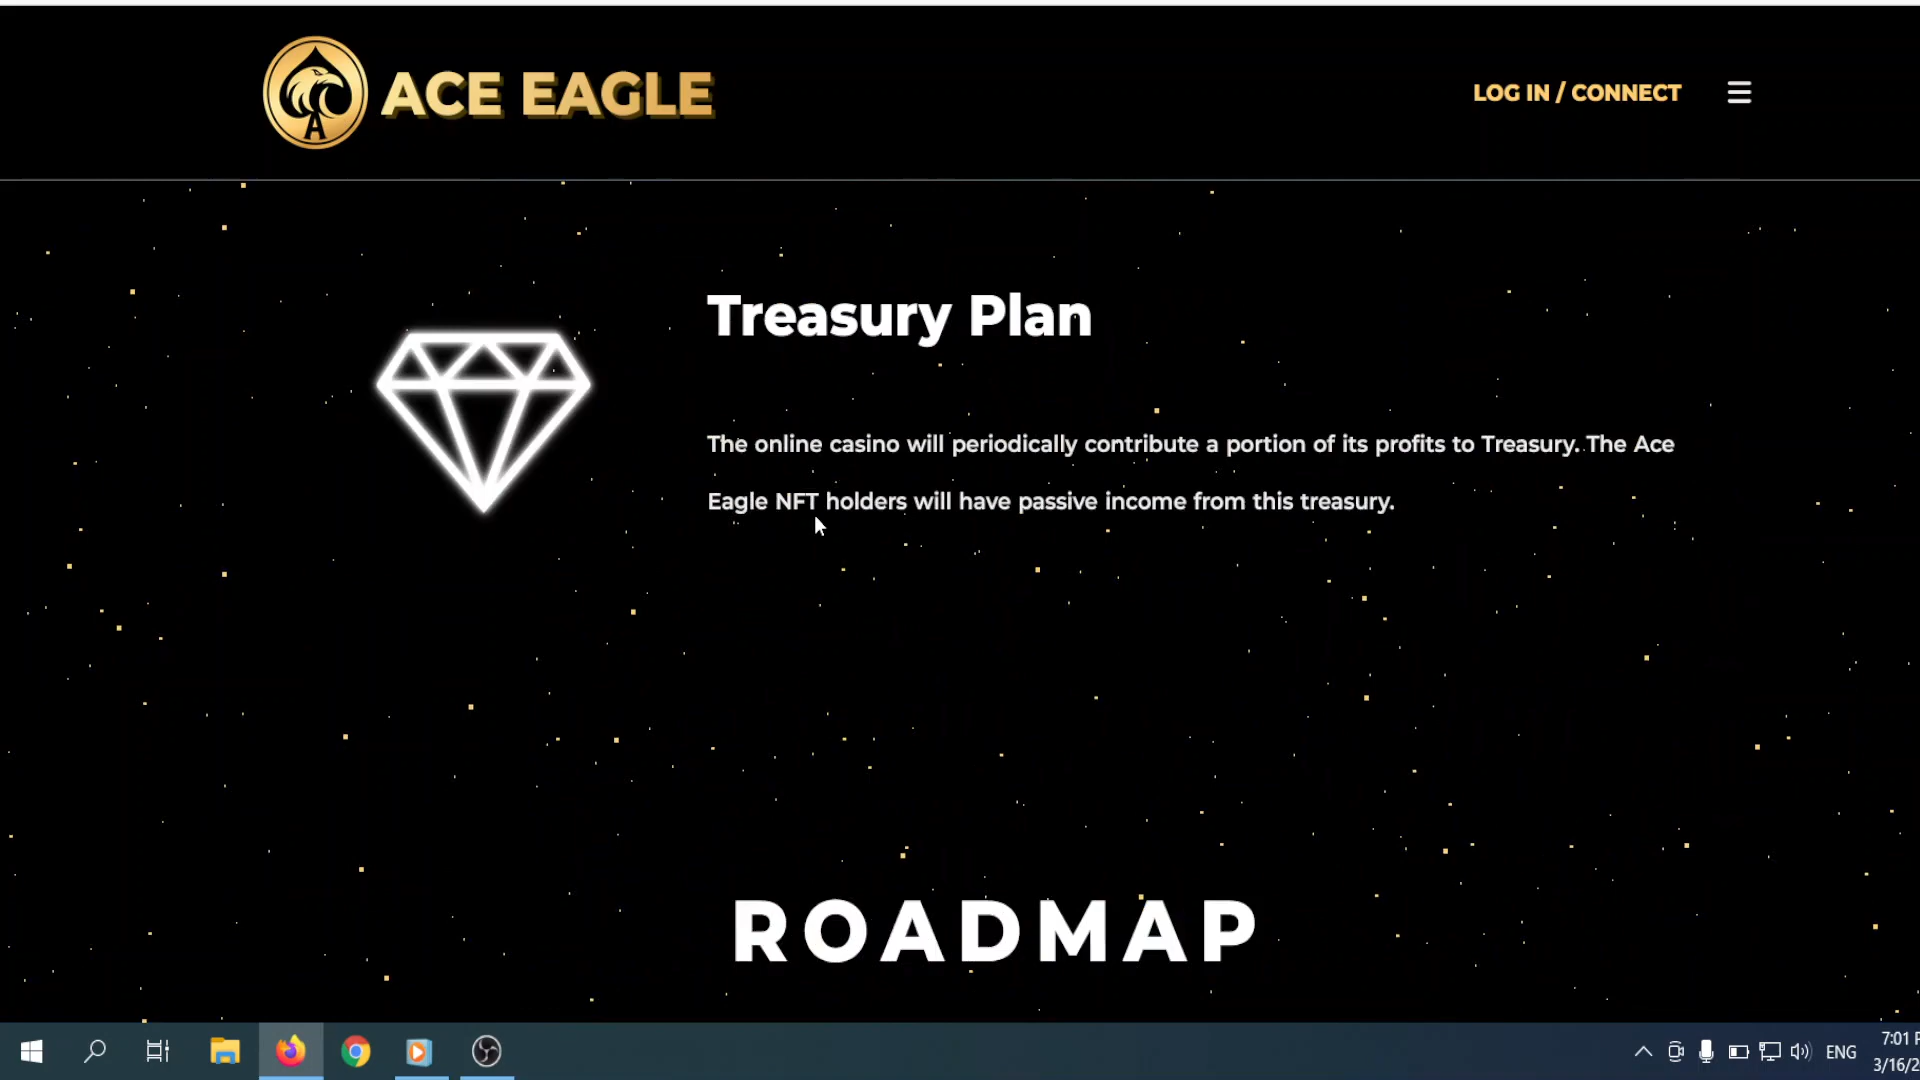 ACE EAGLE
LOG IN / CONNECT
Treasury Plan
The online casino will periodically contribute a portion of its profits to Treasury. The Ace
Eagle NFT holders will have passive income from this treasury.
ROADMAP
ENG
7:01 P
3/16/2